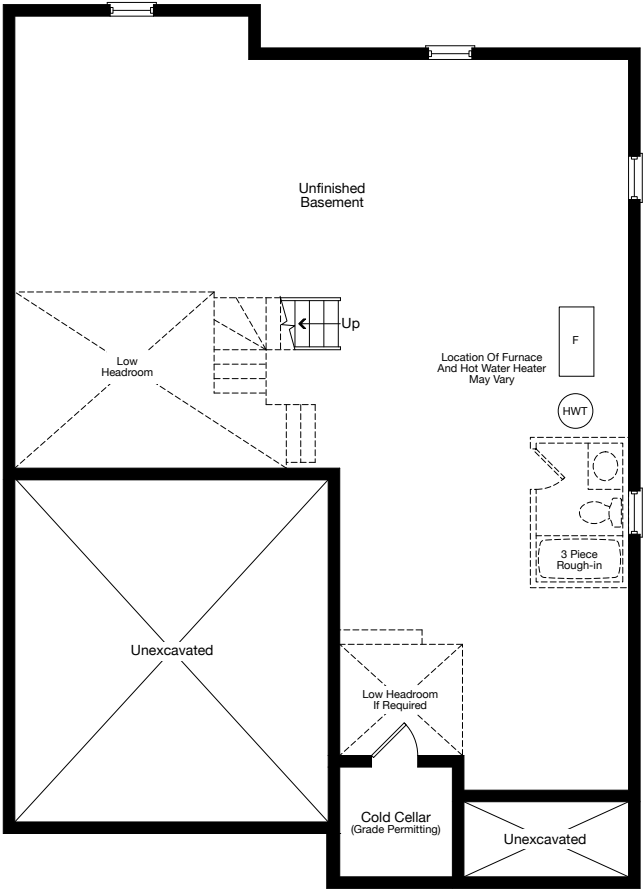 Unfinished
Basement
Up
F
Location Of Furnace
And Hot Water Heater
May Vary
Low
Headroom
HWT
3 Piece
Rough-in
Unexcavated
Low Headroom
If Required
Cold Cellar
(Grade Permitting)
Unexcavated